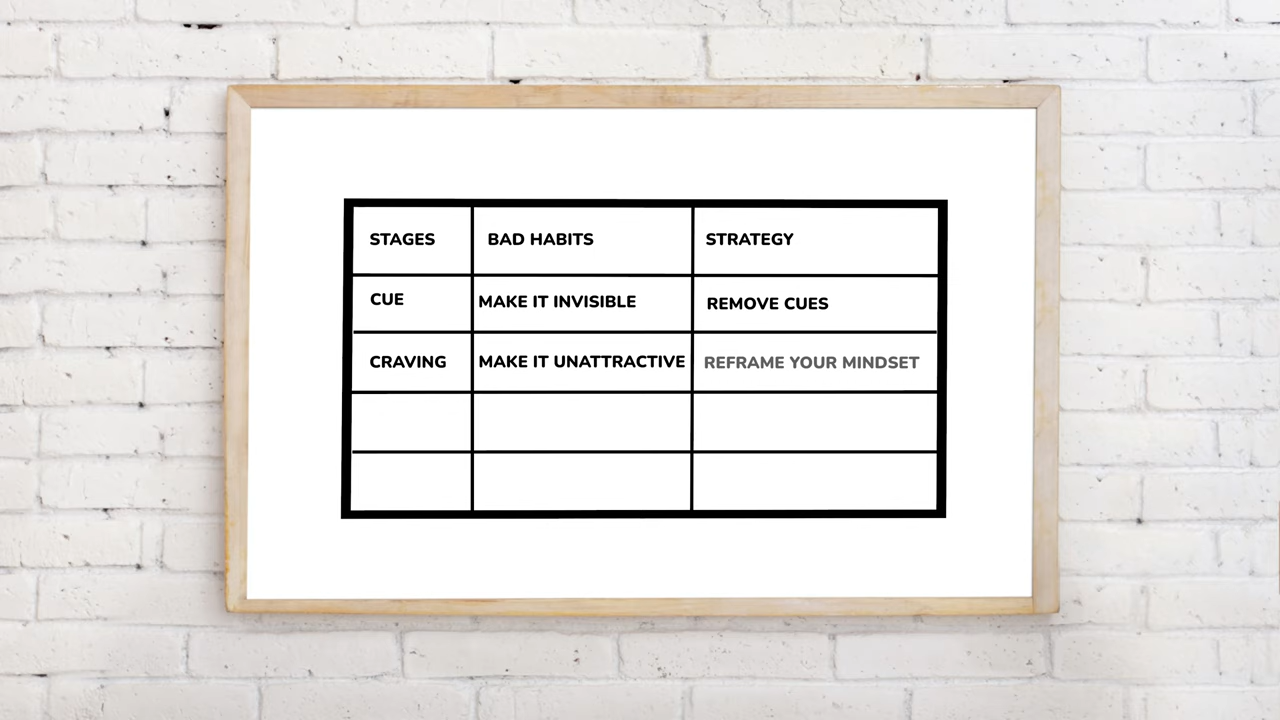 STAGES BAD HABITS STRATEGY
CUE MAKE IT INVISIBLE REMOVE CUES
CRAVING MAKE IT UNATTRACTIVE REFRAME YOUR MINDSET